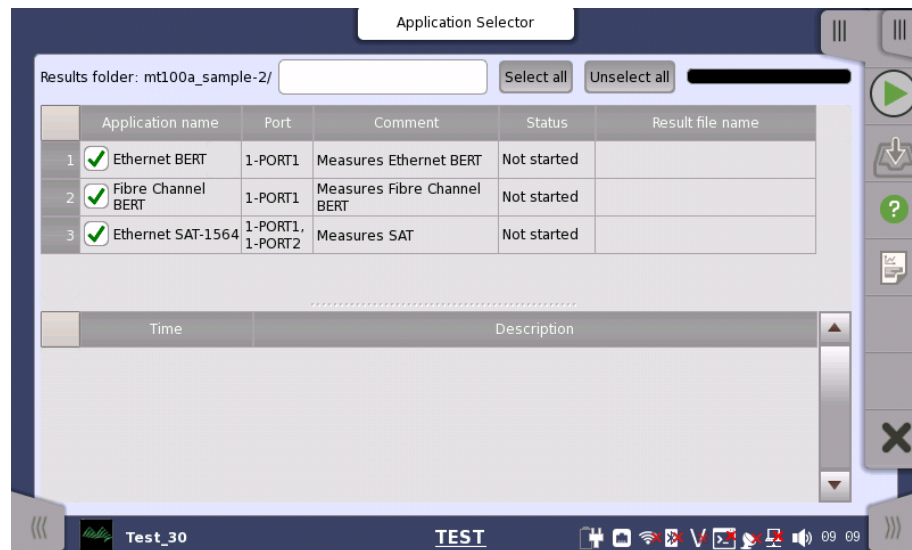 Application Selector
Results folder: mt100a_sample-2/ Select all Unselect all
Application name Port Comment Status Result file name
1 Ethernet BERT 1-PORT1 Measures Ethernet BERT Not started
2 Fibre Channel BERT 1-PORT1 Measures Fibre Channel BERT Not started
3 Ethernet SAT-1564 1-PORT1, 1-PORT2 Measures SAT Not started
Time Description
Test_30 TEST 09 09